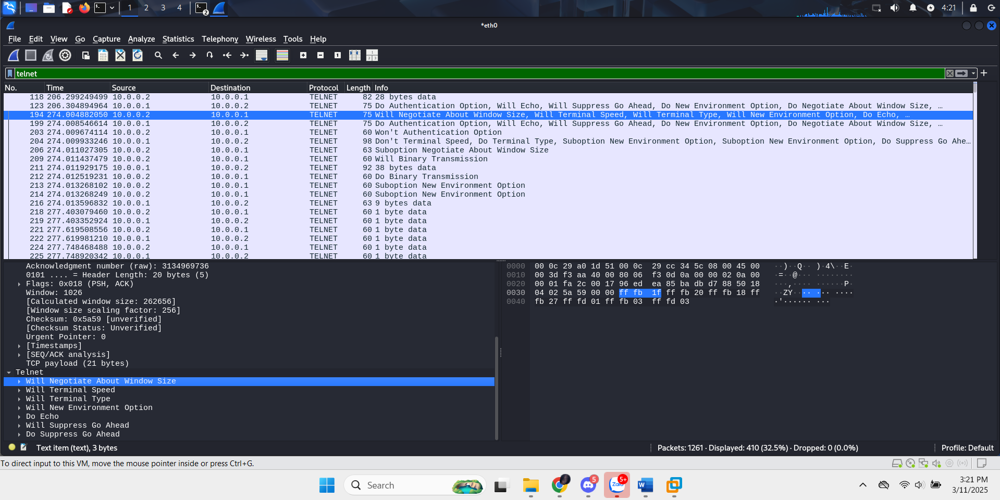 1 2 3 4 2 4:21
*eth0
File Edit View Go Capture Analyze Statistics Telephony Wireless Tools Help
telnet
No. Time Source Destination Protocol Length Info
118 206.299249499 10.0.0.2 10.0.0.1 TELNET 82 28 bytes data
123 206.304894964 10.0.0.1 10.0.0.2 TELNET 75 Do Authentication Option, Will Echo, Will Suppress Go Ahead, Do New Environment Option, Do Negotiate About Window Size, …
194 274.004882050 10.0.0.2 10.0.0.1 TELNET 75 Will Negotiate About Window Size, Will Terminal Speed, Will Terminal Type, Will New Environment Option, Do Echo, …
199 274.008546614 10.0.0.1 10.0.0.2 TELNET 75 Do Authentication Option, Will Echo, Will Suppress Go Ahead, Do New Environment Option, Do Negotiate About Window Size, …
203 274.009674114 10.0.0.2 10.0.0.1 TELNET 60 Won't Authentication Option
204 274.009933246 10.0.0.1 10.0.0.2 TELNET 98 Don't Terminal Speed, Do Terminal Type, Suboption New Environment Option, Suboption New Environment Option, Do Suppress Go Ahe…
206 274.011027305 10.0.0.2 10.0.0.1 TELNET 63 Suboption Negotiate About Window Size
209 274.011437479 10.0.0.2 10.0.0.1 TELNET 60 Will Binary Transmission
211 274.011929175 10.0.0.1 10.0.0.2 TELNET 92 38 bytes data
212 274.012519231 10.0.0.2 10.0.0.1 TELNET 60 Do Binary Transmission
213 274.013268102 10.0.0.2 10.0.0.1 TELNET 60 Suboption New Environment Option
214 274.013268249 10.0.0.2 10.0.0.1 TELNET 60 Suboption New Environment Option
216 274.013596832 10.0.0.1 10.0.0.2 TELNET 63 9 bytes data
218 277.403079460 10.0.0.2 10.0.0.1 TELNET 60 1 byte data
219 277.403352924 10.0.0.1 10.0.0.2 TELNET 60 1 byte data
221 277.619508556 10.0.0.2 10.0.0.1 TELNET 60 1 byte data
222 277.619981210 10.0.0.1 10.0.0.2 TELNET 60 1 byte data
224 277.748468488 10.0.0.2 10.0.0.1 TELNET 60 1 byte data
225 277.748920342 10.0.0.1 10.0.0.2 TELNET 60 1 byte data
Acknowledgment number (raw): 3134969736
0101 .... = Header Length: 20 bytes (5)
Flags: 0x018 (PSH, ACK)
Window: 1026
[Calculated window size: 262656]
[Window size scaling factor: 256]
Checksum: 0x5a59 [unverified]
[Checksum Status: Unverified]
Urgent Pointer: 0
[Timestamps]
[SEQ/ACK analysis]
TCP payload (21 bytes)
Telnet
Will Negotiate About Window Size
Will Terminal Speed
Will Terminal Type
Will New Environment Option
Do Echo
Will Suppress Go Ahead
Do Suppress Go Ahead
0000 00 0c 29 a0 1d 51 00 0c 29 cc 34 5c 08 00 45 00 ··)··Q·· )·4\··E·
0010 00 3d f3 aa 40 00 80 06 f3 0d 0a 00 00 02 0a 00 ·=··@··· ········
0020 00 01 fa 2c 00 17 96 ed ea 85 ba db d7 88 50 18 ···,···· ······P·
0030 04 02 5a 59 00 00 ff fb 1f ff fb 20 ff fb 18 ff ··ZY···· ··· ····
0040 fb 27 ff fd 01 ff fb 03 ff fd 03 ·'······ ···
Text item (text), 3 bytes
Packets: 1261 · Displayed: 410 (32.5%) · Dropped: 0 (0.0%)
Profile: Default
To direct input to this VM, move the mouse pointer inside or press Ctrl+G.
Search
5
5+
Zalo
W
3:21 PM
3/11/2025